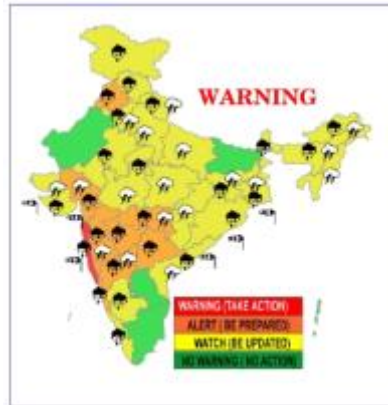 WARNING
WARNING (TAKE ACTION)
ALERT ( BE PREPARED)
WATCH (BE UPDATED)
NO WARNING ( NO ACTION)